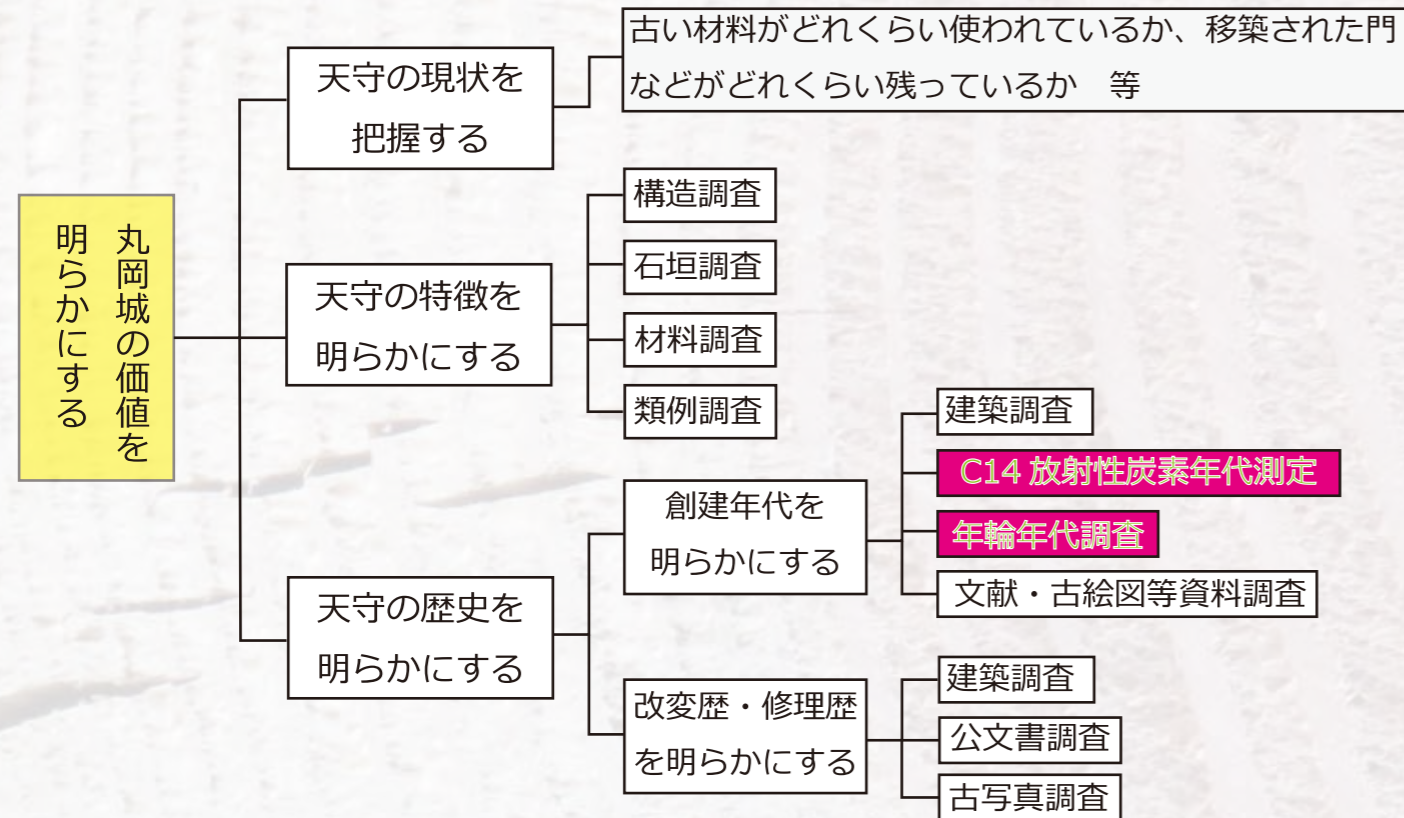 丸岡城の価値を
明らかにする
天守の現状を
把握する
古い材料がどれくらい使われているか、移築された門
などがどれくらい残っているか　等
天守の特徴を
明らかにする
構造調査
石垣調査
材料調査
類例調査
天守の歴史を
明らかにする
創建年代を
明らかにする
建築調査
C14 放射性炭素年代測定
年輪年代調査
文献・古絵図等資料調査
改変歴・修理歴
を明らかにする
建築調査
公文書調査
古写真調査